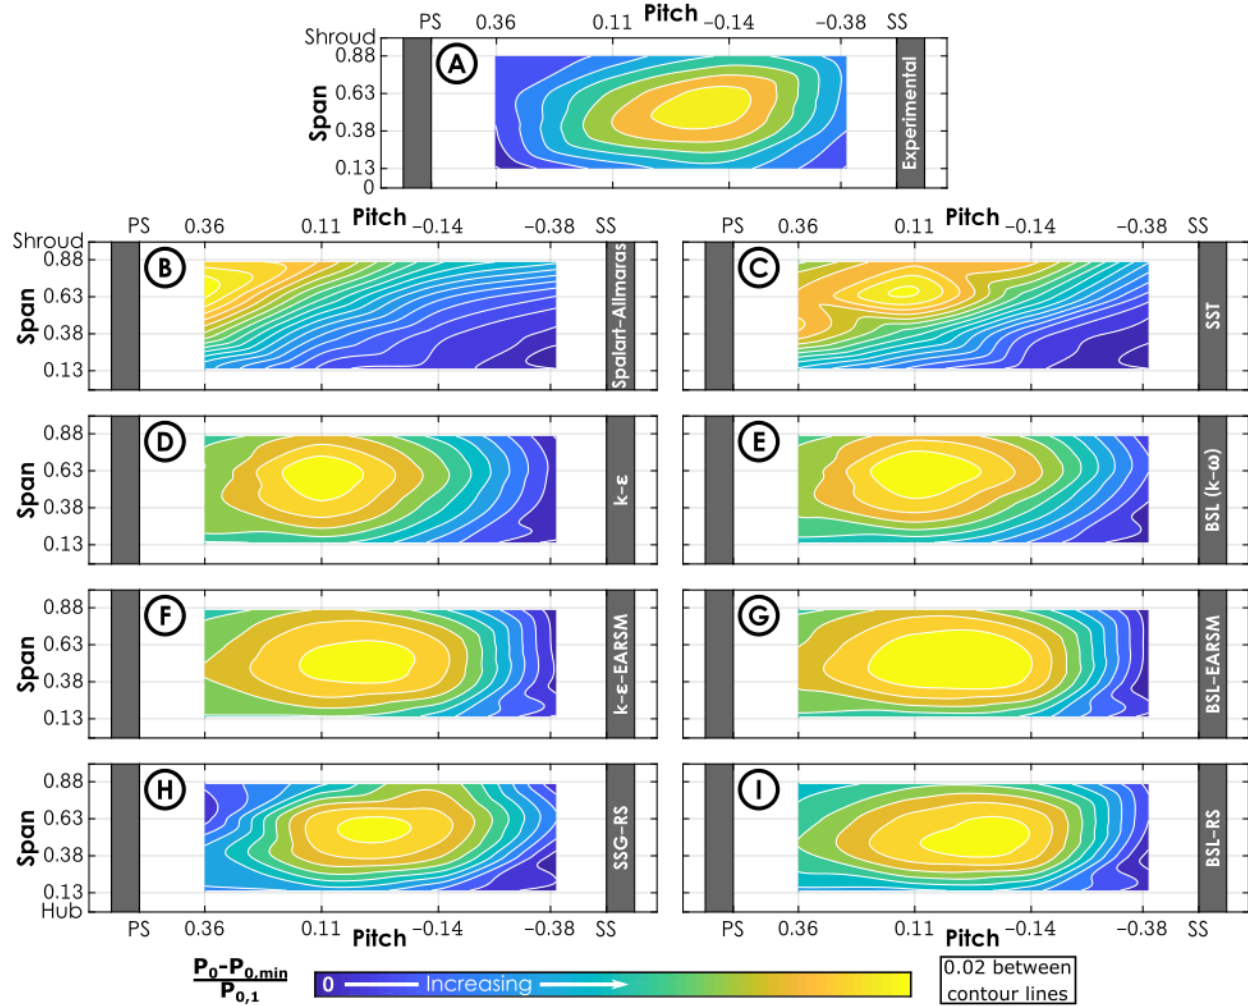 Pitch
PS 0.36 0.11 −0.14 −0.38 SS
Shroud
0.88
0.63
0.38
0.13
0
Span
A
Experimental
Pitch
PS 0.36 0.11 −0.14 −0.38 SS
Shroud
0.88
0.63
0.38
0.13
Span
B
Spalart-Allmaras
Pitch
PS 0.36 0.11 −0.14 −0.38 SS
C
SST
0.88
0.63
0.38
0.13
Span
D
k-ε
E
BSL (k-ω)
0.88
0.63
0.38
0.13
Span
F
k-ε-EARSM
G
BSL-EARSM
0.88
0.63
0.38
0.13
Hub
Span
H
SSG-RS
I
BSL-RS
PS 0.36 0.11 −0.14 −0.38 SS
Pitch
PS 0.36 0.11 −0.14 −0.38 SS
Pitch
P0-P0,min
P0,1
0 Increasing
0.02 between
contour lines